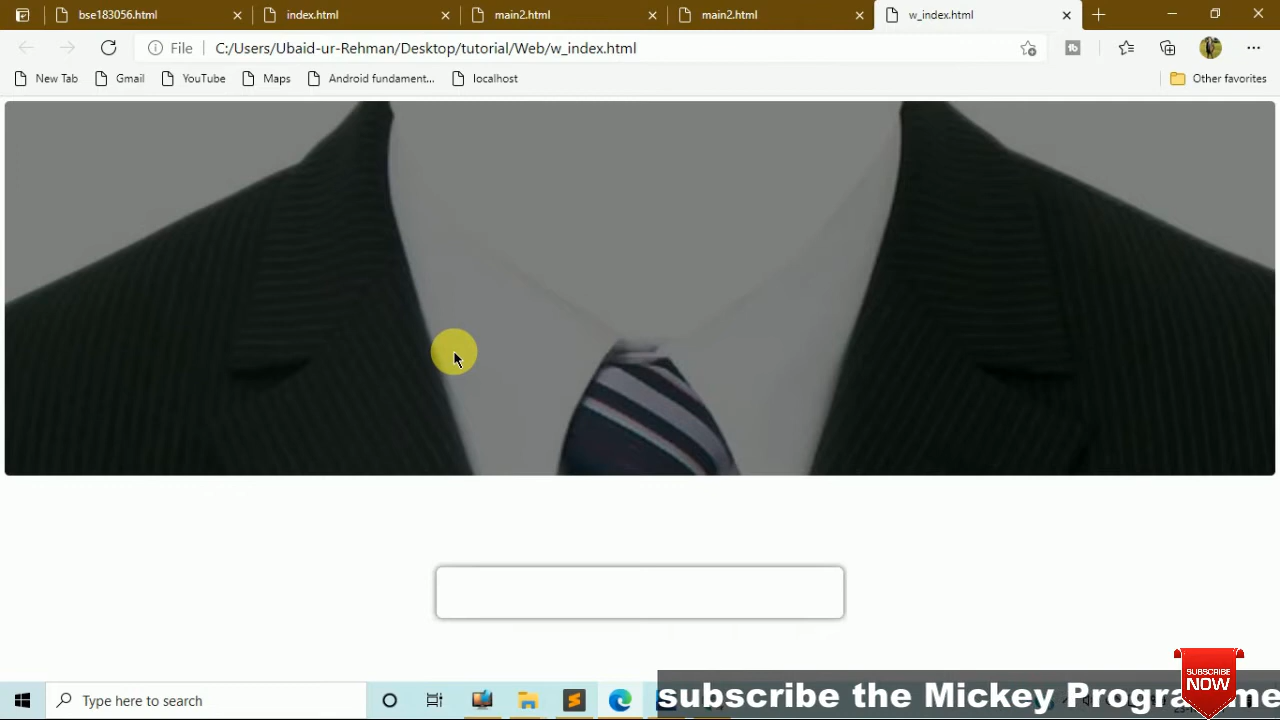 bse183056.html
index.html
main2.html
main2.html
w_index.html
File
C:/Users/Ubaid-ur-Rehman/Desktop/tutorial/Web/w_index.html
New Tab
Gmail
YouTube
Maps
Android fundament...
localhost
Other favorites
Type here to search
subscribe the Mickey Programme
SUBSCRIBE
NOW